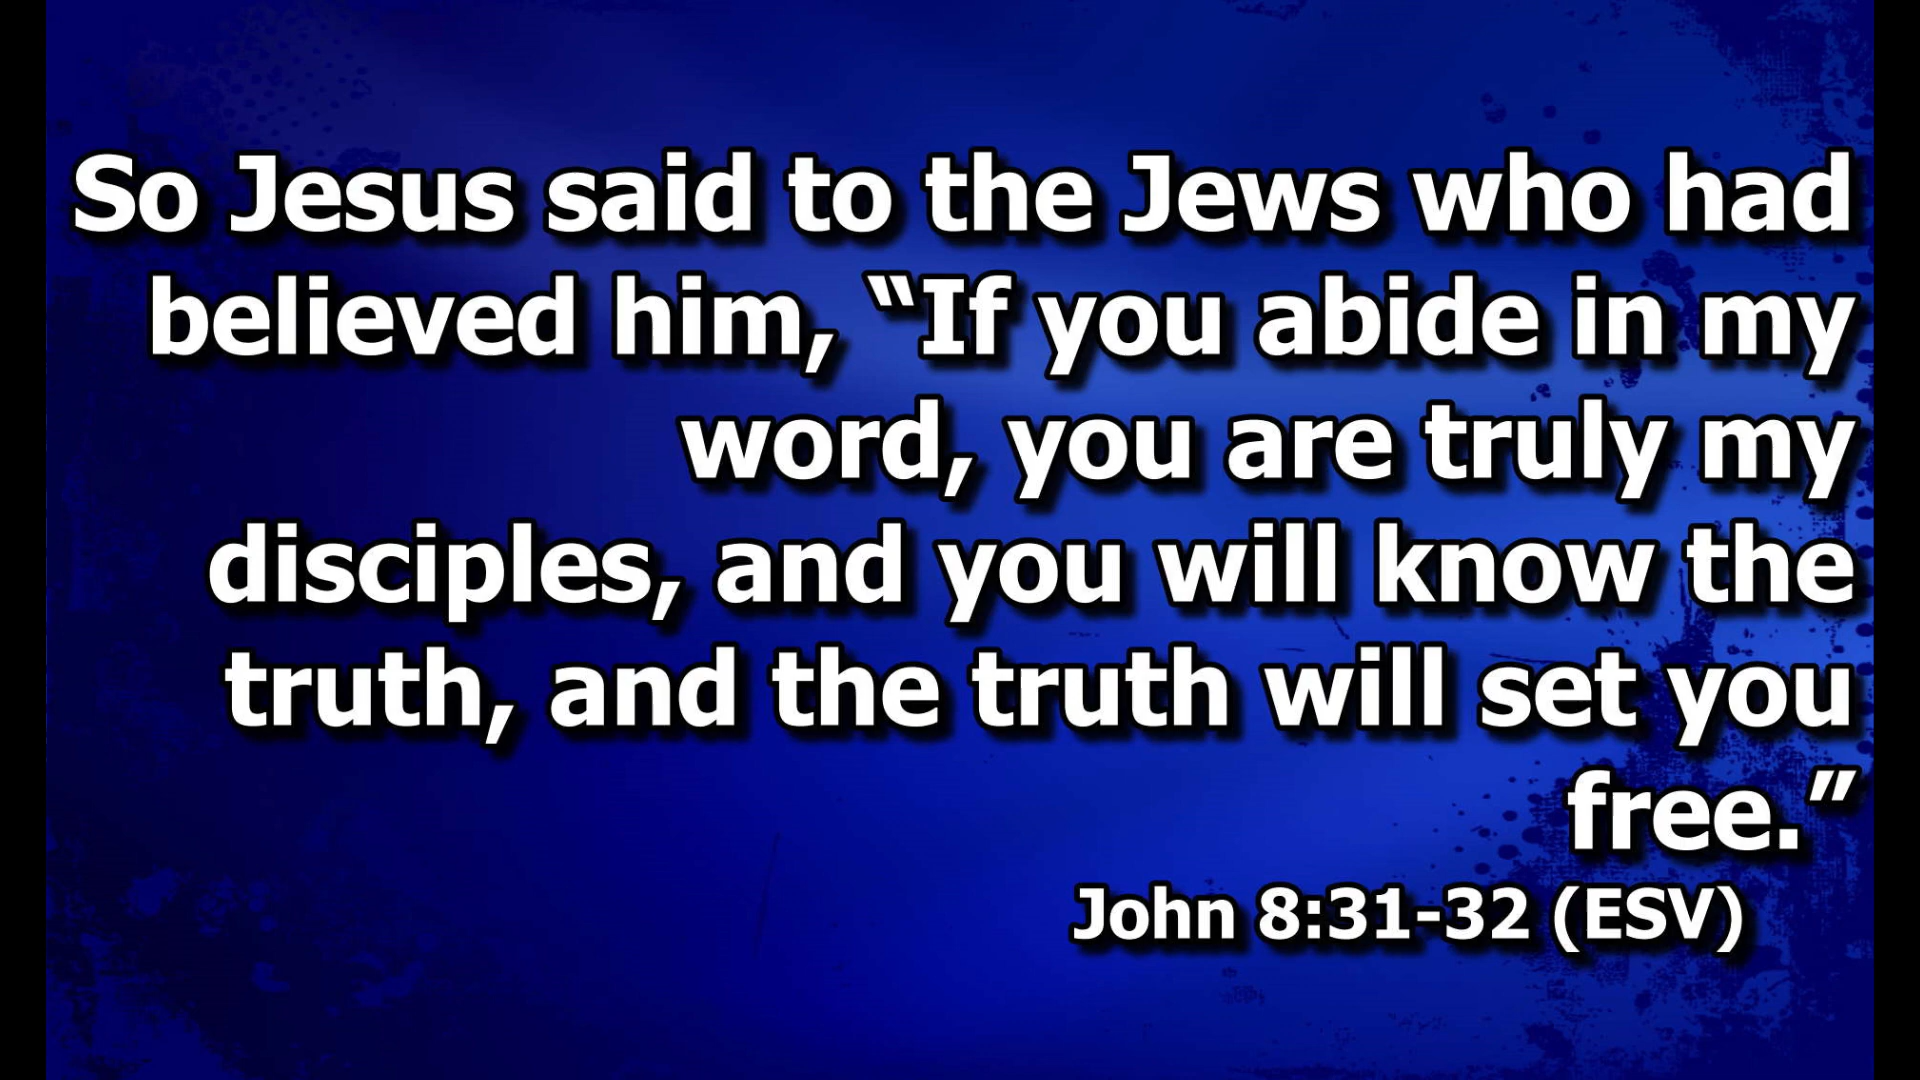 So Jesus said to the Jews who had
believed him, “If you abide in my
word, you are truly my
disciples, and you will know the
truth, and the truth will set you
free.”
John 8:31-32 (ESV)